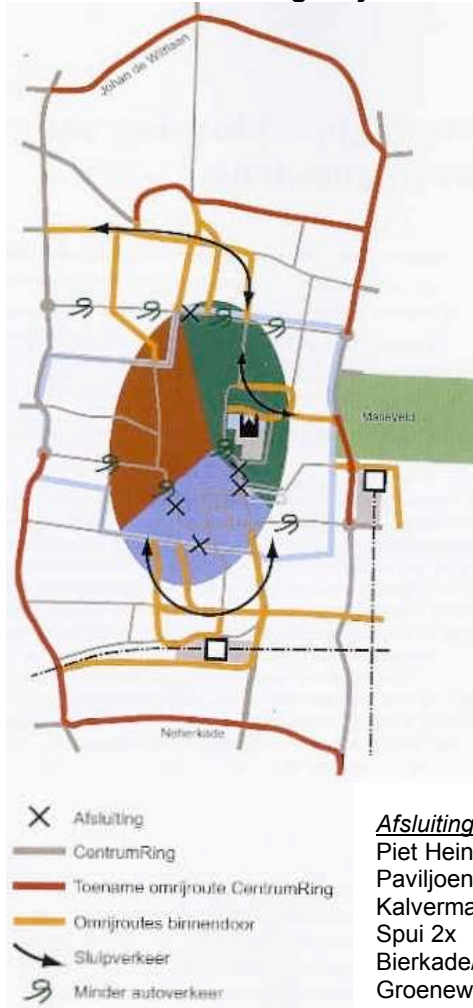 Johan de Wittlaan
Malieveld
Neherkade
Afsluiting
CentrumRing
Toename omrijroute CentrumRing
Omrijroutes binnendoor
Sluipverkeer
Minder autoverkeer
Afsluiting
Piet Hein
Paviljoen
Kalverma
Spui 2x
Bierkade/
Groenew